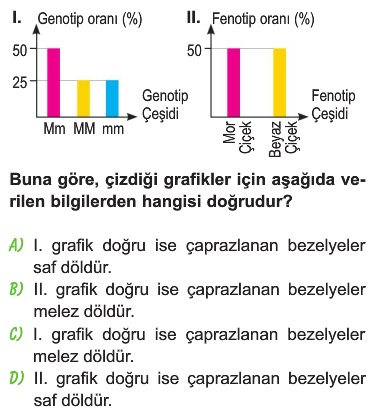 I. Genotip oranı (%)
50
25
Genotip
Çeşidi
Mm MM mm
II. Fenotip oranı (%)
50
Fenotip
Çeşidi
Mor
Çiçek
Beyaz
Çiçek
Buna göre, çizdiği grafikler için aşağıda ve-
rilen bilgilerden hangisi doğrudur?
A) I. grafik doğru ise çaprazlanan bezelyeler
saf döldür.
B) II. grafik doğru ise çaprazlanan bezelyeler
melez döldür.
C) I. grafik doğru ise çaprazlanan bezelyeler
melez döldür.
D) II. grafik doğru ise çaprazlanan bezelyeler
saf döldür.